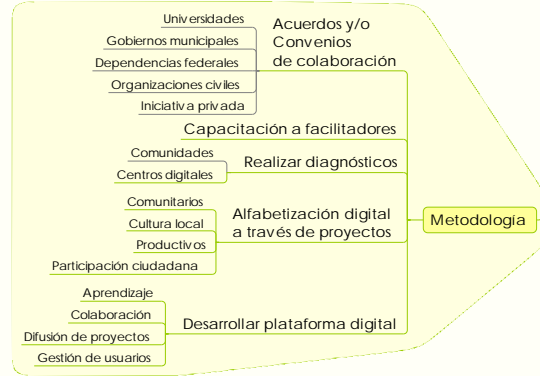 Universidades
Gobiernos municipales
Dependencias federales
Organizaciones civiles
Iniciativa privada
Acuerdos y/o
Convenios
de colaboración
Capacitación a facilitadores
Comunidades
Centros digitales
Realizar diagnósticos
Comunitarios
Cultura local
Productivos
Participación ciudadana
Alfabetización digital
a través de proyectos
Metodología
Aprendizaje
Colaboración
Difusión de proyectos
Gestión de usuarios
Desarrollar plataforma digital